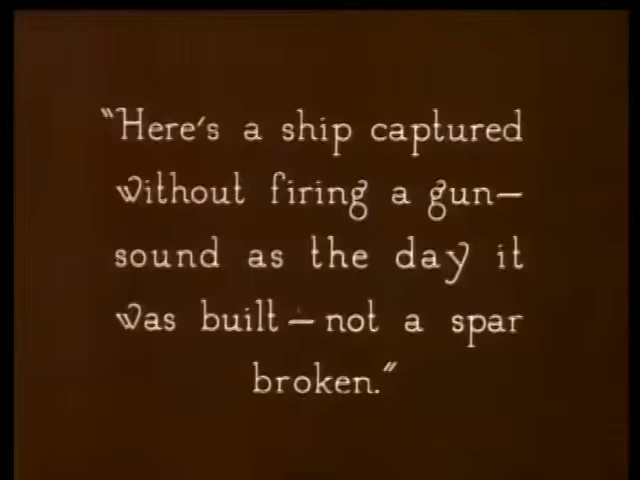 "Here's a ship captured
without firing a gun—
sound as the day it
was built — not a spar
broken."